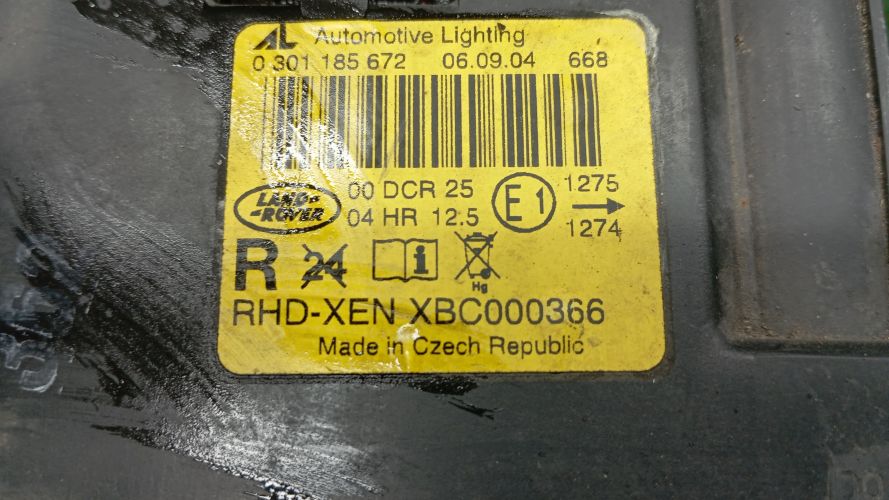 AL Automotive Lighting
0 301 185 672 06.09.04 668
LAND-
-ROVER
00 DCR 25
04 HR 12.5
E1
1275
1274
R 24
i
Hg
RHD-XEN XBC000366
Made in Czech Republic